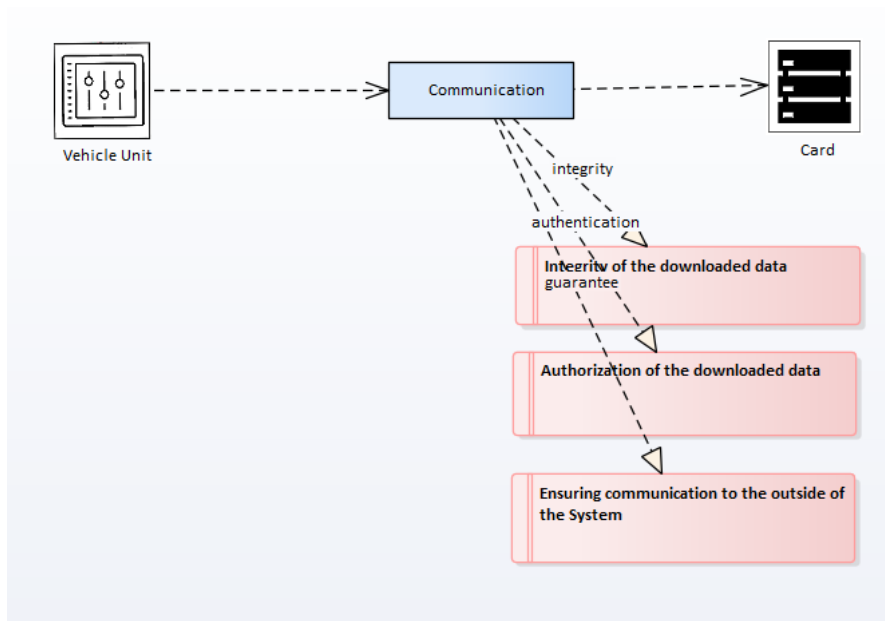 Communication
Vehicle Unit
Card
integrity
authentication
Integrity of the downloaded data
guarantee
Authorization of the downloaded data
Ensuring communication to the outside of
the System